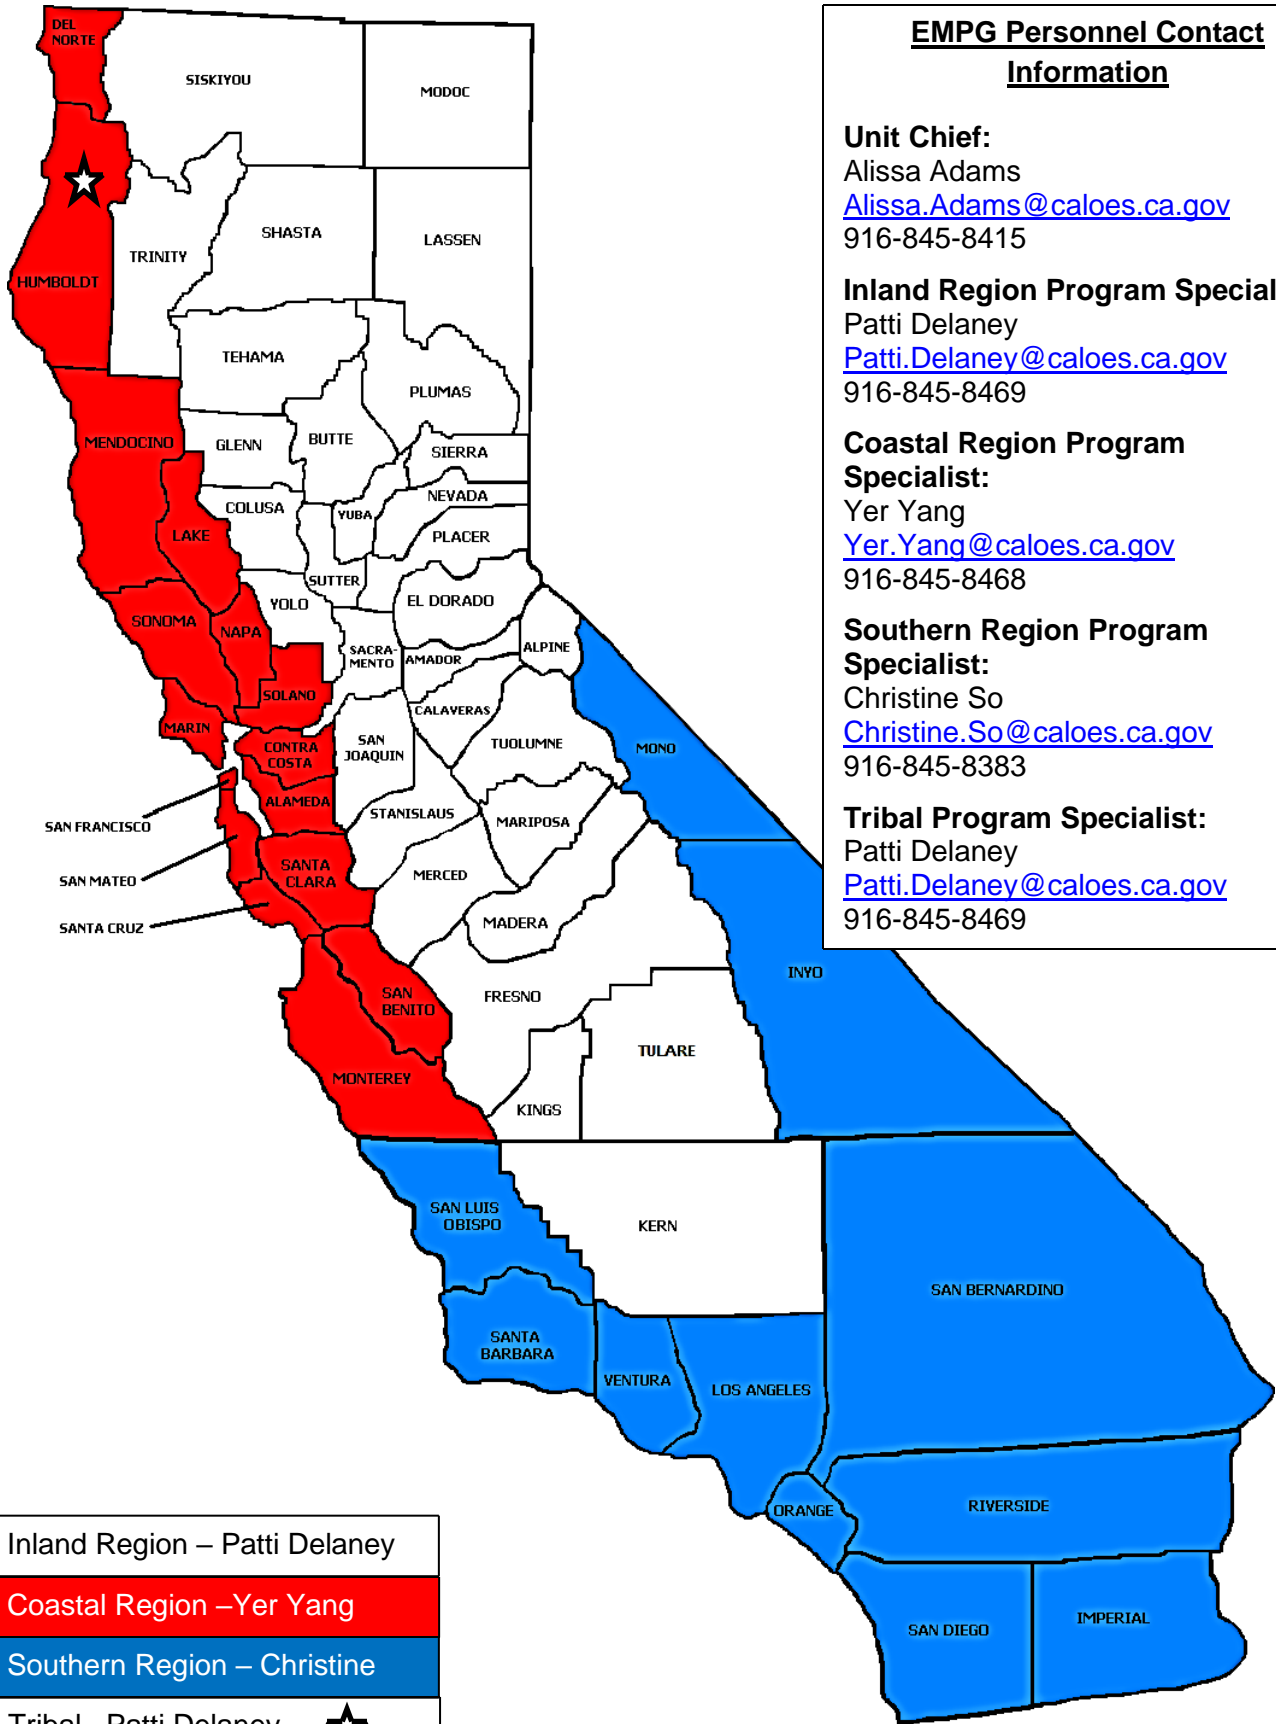 EMPG Personnel Contact
Information
Unit Chief:
Alissa Adams
Alissa.Adams@caloes.ca.gov
916-845-8415
Inland Region Program Special
Patti Delaney
Patti.Delaney@caloes.ca.gov
916-845-8469
Coastal Region Program
Specialist:
Yer Yang
Yer.Yang@caloes.ca.gov
916-845-8468
Southern Region Program
Specialist:
Christine So
Christine.So@caloes.ca.gov
916-845-8383
Tribal Program Specialist:
Patti Delaney
Patti.Delaney@caloes.ca.gov
916-845-8469
DEL
NORTE
SISKIYOU
MODOC
HUMBOLDT
TRINITY
SHASTA
LASSEN
TEHAMA
PLUMAS
MENDOCINO
GLENN
BUTTE
SIERRA
COLUSA
YUBA
NEVADA
LAKE
PLACER
SUTTER
YOLO
EL DORADO
SONOMA
NAPA
SACRA-
MENTO
AMADOR
ALPINE
SOLANO
CALAVERAS
MARIN
CONTRA
COSTA
SAN
JOAQUIN
TUOLUMNE
MONO
ALAMEDA
STANISLAUS
MARIPOSA
SAN FRANCISCO
SAN MATEO
SANTA
CLARA
MERCED
SANTA CRUZ
MADERA
SAN
BENITO
FRESNO
INYO
MONTEREY
TULARE
KINGS
SAN LUIS
OBISPO
KERN
SAN BERNARDINO
SANTA
BARBARA
VENTURA
LOS ANGELES
ORANGE
RIVERSIDE
SAN DIEGO
IMPERIAL
Inland Region – Patti Delaney
Coastal Region –Yer Yang
Southern Region – Christine
Tribal - Patti Delaney